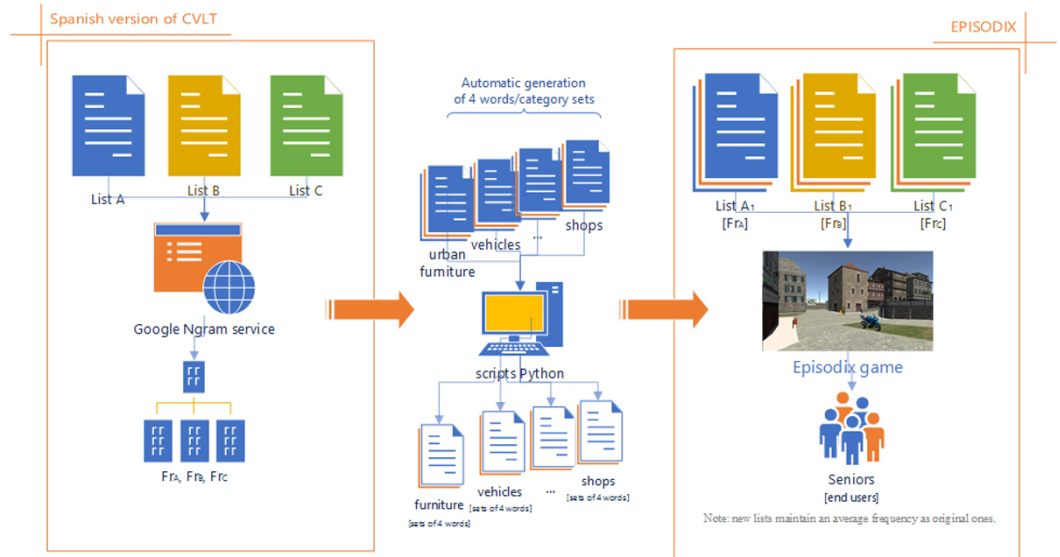 Spanish version of CVLT
List A
List B
List C
Google Ngram service
FrA, FrB, FrC
Automatic generation
of 4 words/category sets
urban
furniture
vehicles
...
shops
scripts Python
furniture
[sets of 4 words]
vehicles
[sets of 4 words]
...
shops
[sets of 4 words]
EPISODIX
List A1
[FrA]
List B1
[FrB]
List C1
[FrC]
Episodix game
Seniors
[end users]
Note: new lists maintain an average frequency as original ones.